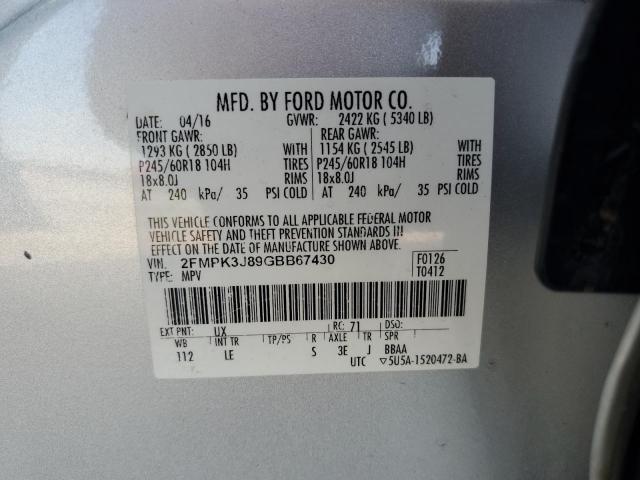 MFD. BY FORD MOTOR CO.
DATE: 04/16 GVWR: 2422 KG ( 5340 LB)
FRONT GAWR: REAR GAWR:
1293 KG ( 2850 LB) WITH 1154 KG ( 2545 LB) WITH
P245/60R18 104H TIRES P245/60R18 104H TIRES
18x8.0J RIMS 18x8.0J RIMS
AT 240 kPa/ 35 PSI COLD AT 240 kPa/ 35 PSI COLD
THIS VEHICLE CONFORMS TO ALL APPLICABLE FEDERAL MOTOR
VEHICLE SAFETY AND THEFT PREVENTION STANDARDS IN
EFFECT ON THE DATE OF MANUFACTURE SHOWN ABOVE.
VIN: 2FMPK3J89GBB67430 F0126
TYPE: MPV T0412
EXT PNT: UX RC: 71 DSO:
WB INT TR TP/PS R AXLE TR SPR
112 LE S 3E J BBAA
UTC ▽5U5A-1520472-BA